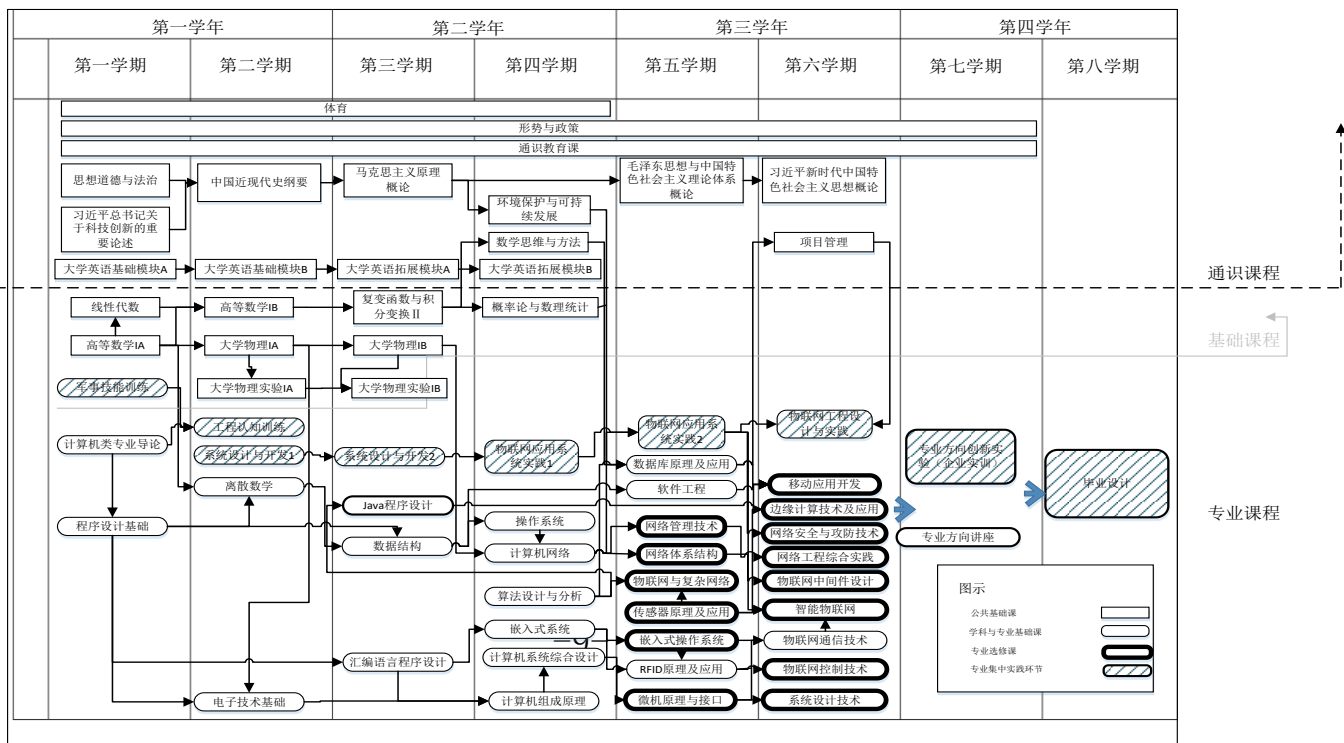 第一学年
第二学年
第三学年
第四学年
第一学期
第二学期
第三学期
第四学期
第五学期
第六学期
第七学期
第八学期
体育
形势与政策
通识教育课
思想道德与法治
中国近现代史纲要
马克思主义原理
概论
毛泽东思想与中国特
色社会主义理论体系
概论
习近平新时代中国特
色社会主义思想概论
习近平总书记关
于科技创新的重
要论述
环境保护与可持
续发展
数学思维与方法
项目管理
大学英语基础模块A
大学英语基础模块B
大学英语拓展模块A
大学英语拓展模块B
通识课程
线性代数
高等数学IB
复变函数与积
分变换Ⅱ
概率论与数理统计
高等数学IA
大学物理IA
大学物理IB
基础课程
军事技能训练
大学物理实验IA
大学物理实验IB
计算机类专业导论
工程认知训练
系统设计与开发1
系统设计与开发2
物联网应用系
统实践1
物联网应用系
统实践2
物联网工程设
计与实践
专业方向创新实
验（企业实训）
毕业设计
数据库原理及应用
离散数学
软件工程
移动应用开发
Java程序设计
边缘计算技术及应用
程序设计基础
操作系统
网络管理技术
网络安全与攻防技术
专业方向讲座
专业课程
数据结构
计算机网络
网络体系结构
网络工程综合实践
物联网与复杂网络
物联网中间件设计
算法设计与分析
传感器原理及应用
智能物联网
嵌入式系统
嵌入式操作系统
物联网通信技术
汇编语言程序设计
计算机系统综合设计
RFID原理及应用
物联网控制技术
电子技术基础
计算机组成原理
微机原理与接口
系统设计技术
图示
公共基础课
学科与专业基础课
专业选修课
专业集中实践环节